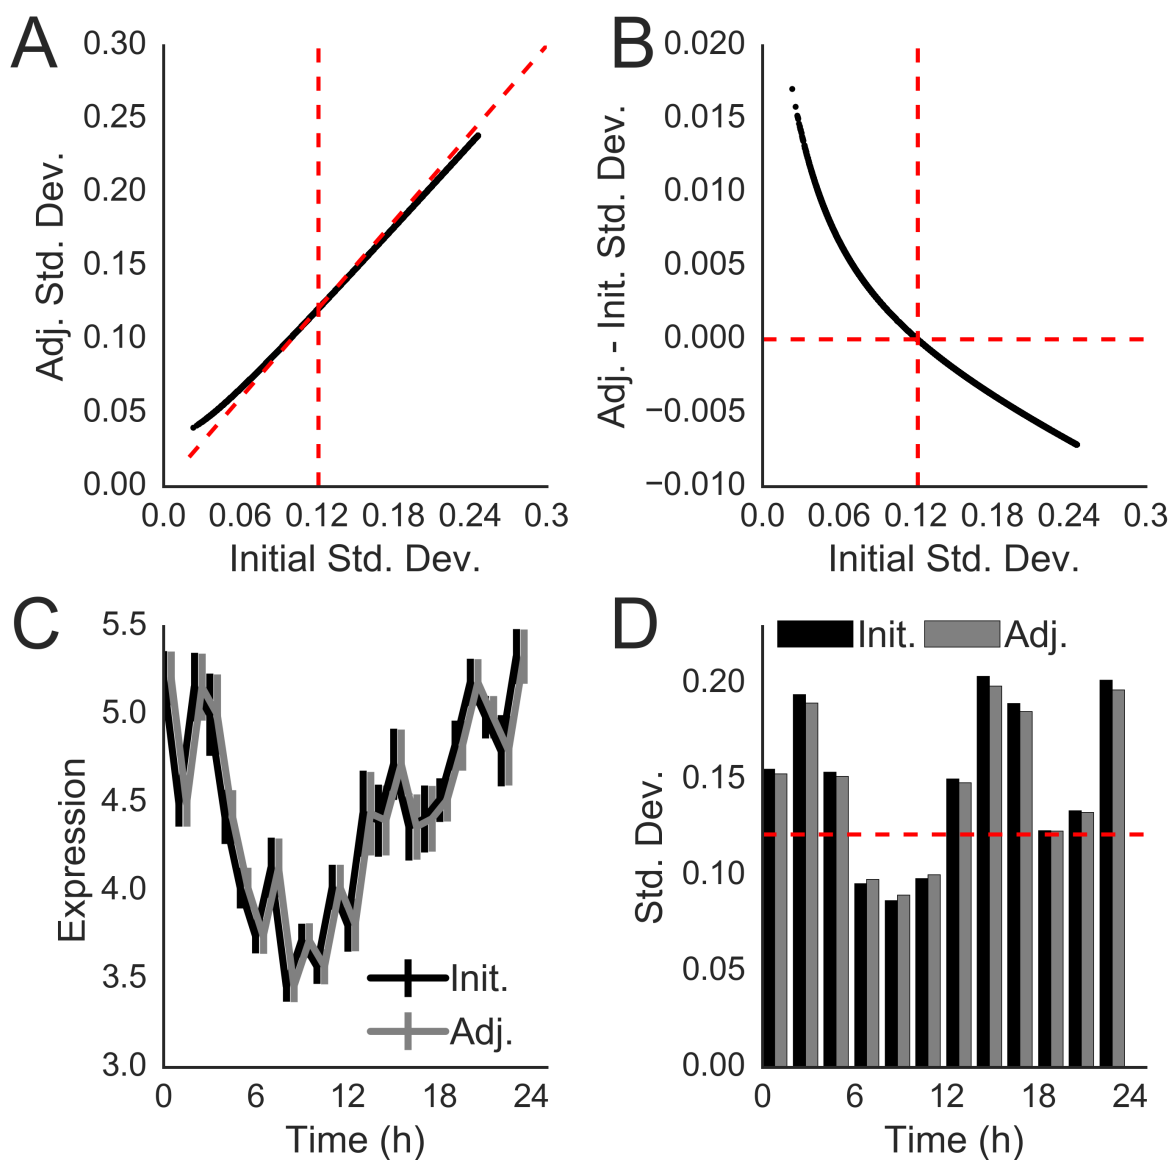 A
Adj. Std. Dev.
0.30
0.25
0.20
0.15
0.10
0.05
0.00
0.0 0.06 0.12 0.18 0.24 0.3
Initial Std. Dev.
B
Adj. - Init. Std. Dev.
0.020
0.015
0.010
0.005
0.000
−0.005
−0.010
0.0 0.06 0.12 0.18 0.24 0.3
Initial Std. Dev.
C
Expression
5.5
5.0
4.5
4.0
3.5
3.0
Init.
Adj.
0 6 12 18 24
Time (h)
D
Init. Adj.
Std. Dev.
0.20
0.15
0.10
0.05
0.00
0 6 12 18 24
Time (h)